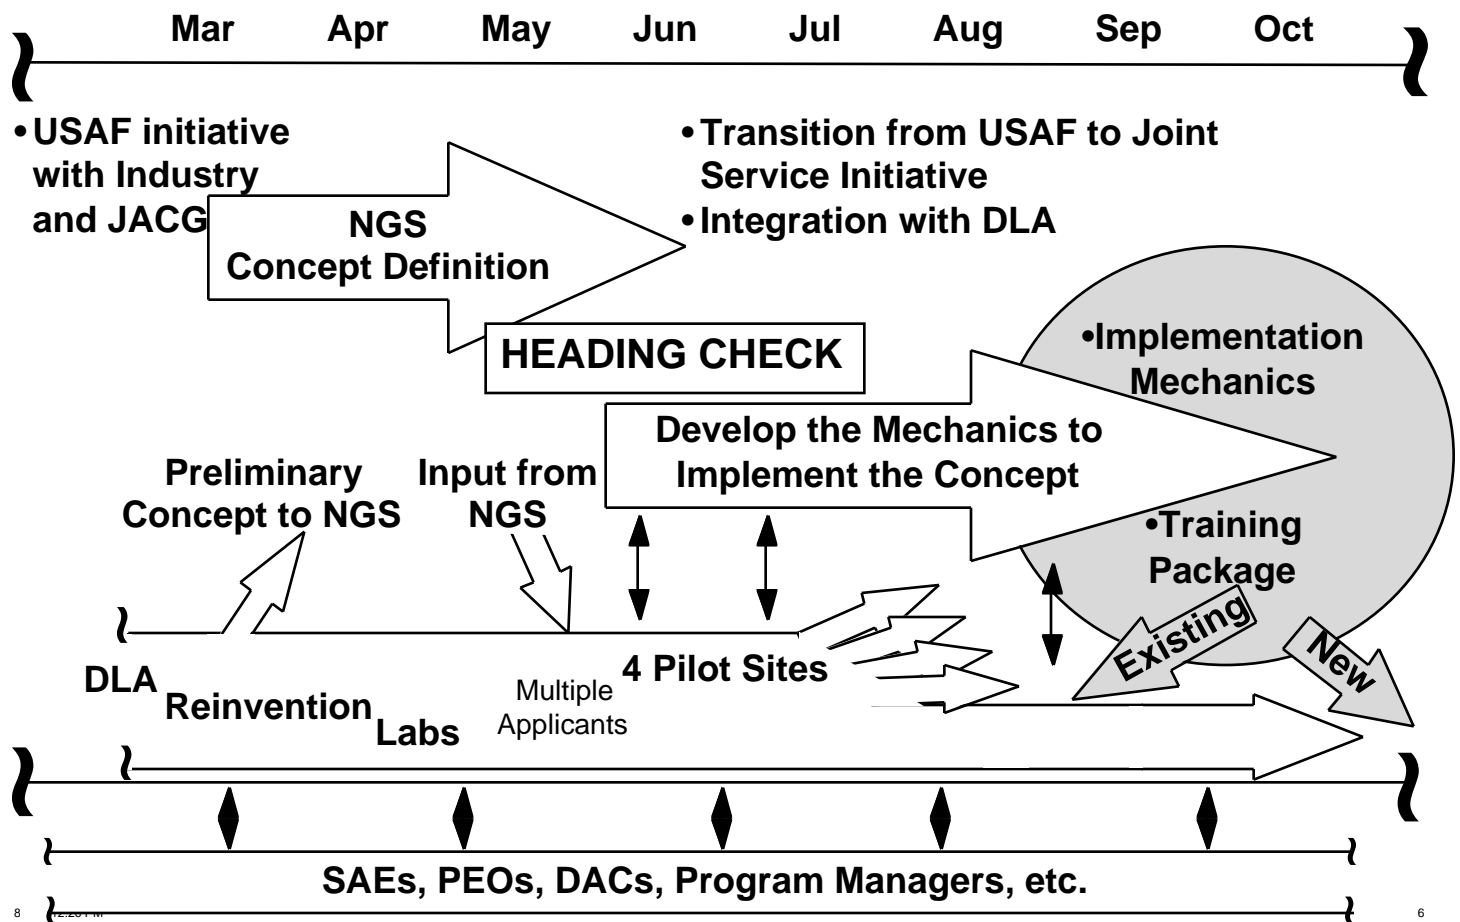 Mar Apr May Jun Jul Aug Sep Oct
•USAF initiative
with Industry
and JACG
•Transition from USAF to Joint
Service Initiative
•Integration with DLA
NGS
Concept Definition
HEADING CHECK
•Implementation
Mechanics
Develop the Mechanics to
Implement the Concept
Preliminary
Concept to NGS
Input from
NGS
•Training
Package
Existing
New
4 Pilot Sites
DLA
Reinvention
Labs
Multiple
Applicants
SAEs, PEOs, DACs, Program Managers, etc.
8
6